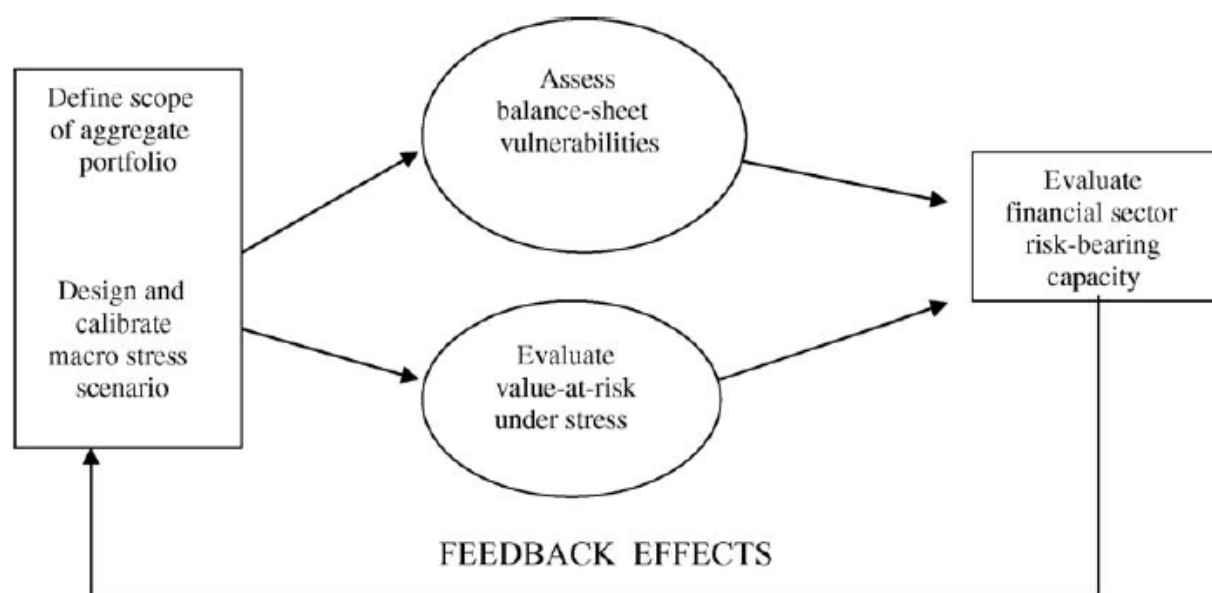 Define scope
of aggregate
portfolio
Design and
calibrate
macro stress
scenario
Assess
balance-sheet
vulnerabilities
Evaluate
value-at-risk
under stress
Evaluate
financial sector
risk-bearing
capacity
FEEDBACK EFFECTS